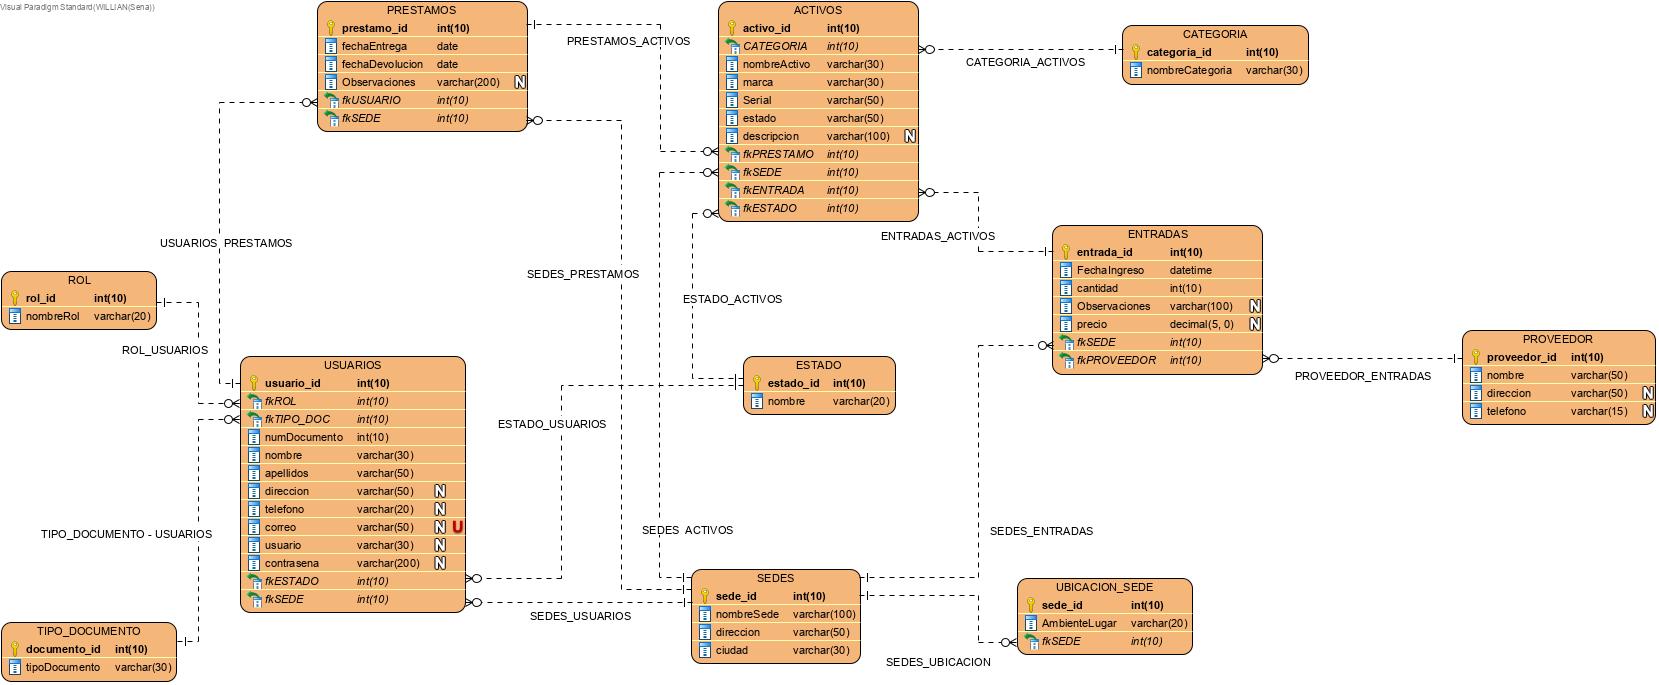 Visual Paradigm Standard(WILLIAN(Sena))
PRESTAMOS
prestamo_id int(10)
fechaEntrega date
fechaDevolucion date
Observaciones varchar(200) N
fkUSUARIO int(10)
fkSEDE int(10)
PRESTAMOS_ACTIVOS
ACTIVOS
activo_id int(10)
CATEGORIA int(10)
nombreActivo varchar(30)
marca varchar(30)
Serial varchar(50)
estado varchar(50)
descripcion varchar(100) N
fkPRESTAMO int(10)
fkSEDE int(10)
fkENTRADA int(10)
fkESTADO int(10)
CATEGORIA_ACTIVOS
CATEGORIA
categoria_id int(10)
nombreCategoria varchar(30)
USUARIOS_PRESTAMOS
SEDES_PRESTAMOS
ESTADO_ACTIVOS
ENTRADAS_ACTIVOS
ENTRADAS
entrada_id int(10)
FechaIngreso datetime
cantidad int(10)
Observaciones varchar(100) N
precio decimal(5, 0) N
fkSEDE int(10)
fkPROVEEDOR int(10)
ROL
rol_id int(10)
nombreRol varchar(20)
ROL_USUARIOS
PROVEEDOR_ENTRADAS
PROVEEDOR
proveedor_id int(10)
nombre varchar(50)
direccion varchar(50) N
telefono varchar(15) N
USUARIOS
usuario_id int(10)
fkROL int(10)
fkTIPO_DOC int(10)
numDocumento int(10)
nombre varchar(30)
apellidos varchar(50)
direccion varchar(50) N
telefono varchar(20) N
correo varchar(50) N U
usuario varchar(30) N
contrasena varchar(200) N
fkESTADO int(10)
fkSEDE int(10)
ESTADO
estado_id int(10)
nombre varchar(20)
ESTADO_USUARIOS
TIPO_DOCUMENTO - USUARIOS
SEDES_ACTIVOS
SEDES_ENTRADAS
SEDES_USUARIOS
SEDES
sede_id int(10)
nombreSede varchar(100)
direccion varchar(50)
ciudad varchar(30)
UBICACION_SEDE
sede_id int(10)
AmbienteLugar varchar(20)
fkSEDE int(10)
SEDES_UBICACION
TIPO_DOCUMENTO
documento_id int(10)
tipoDocumento varchar(30)